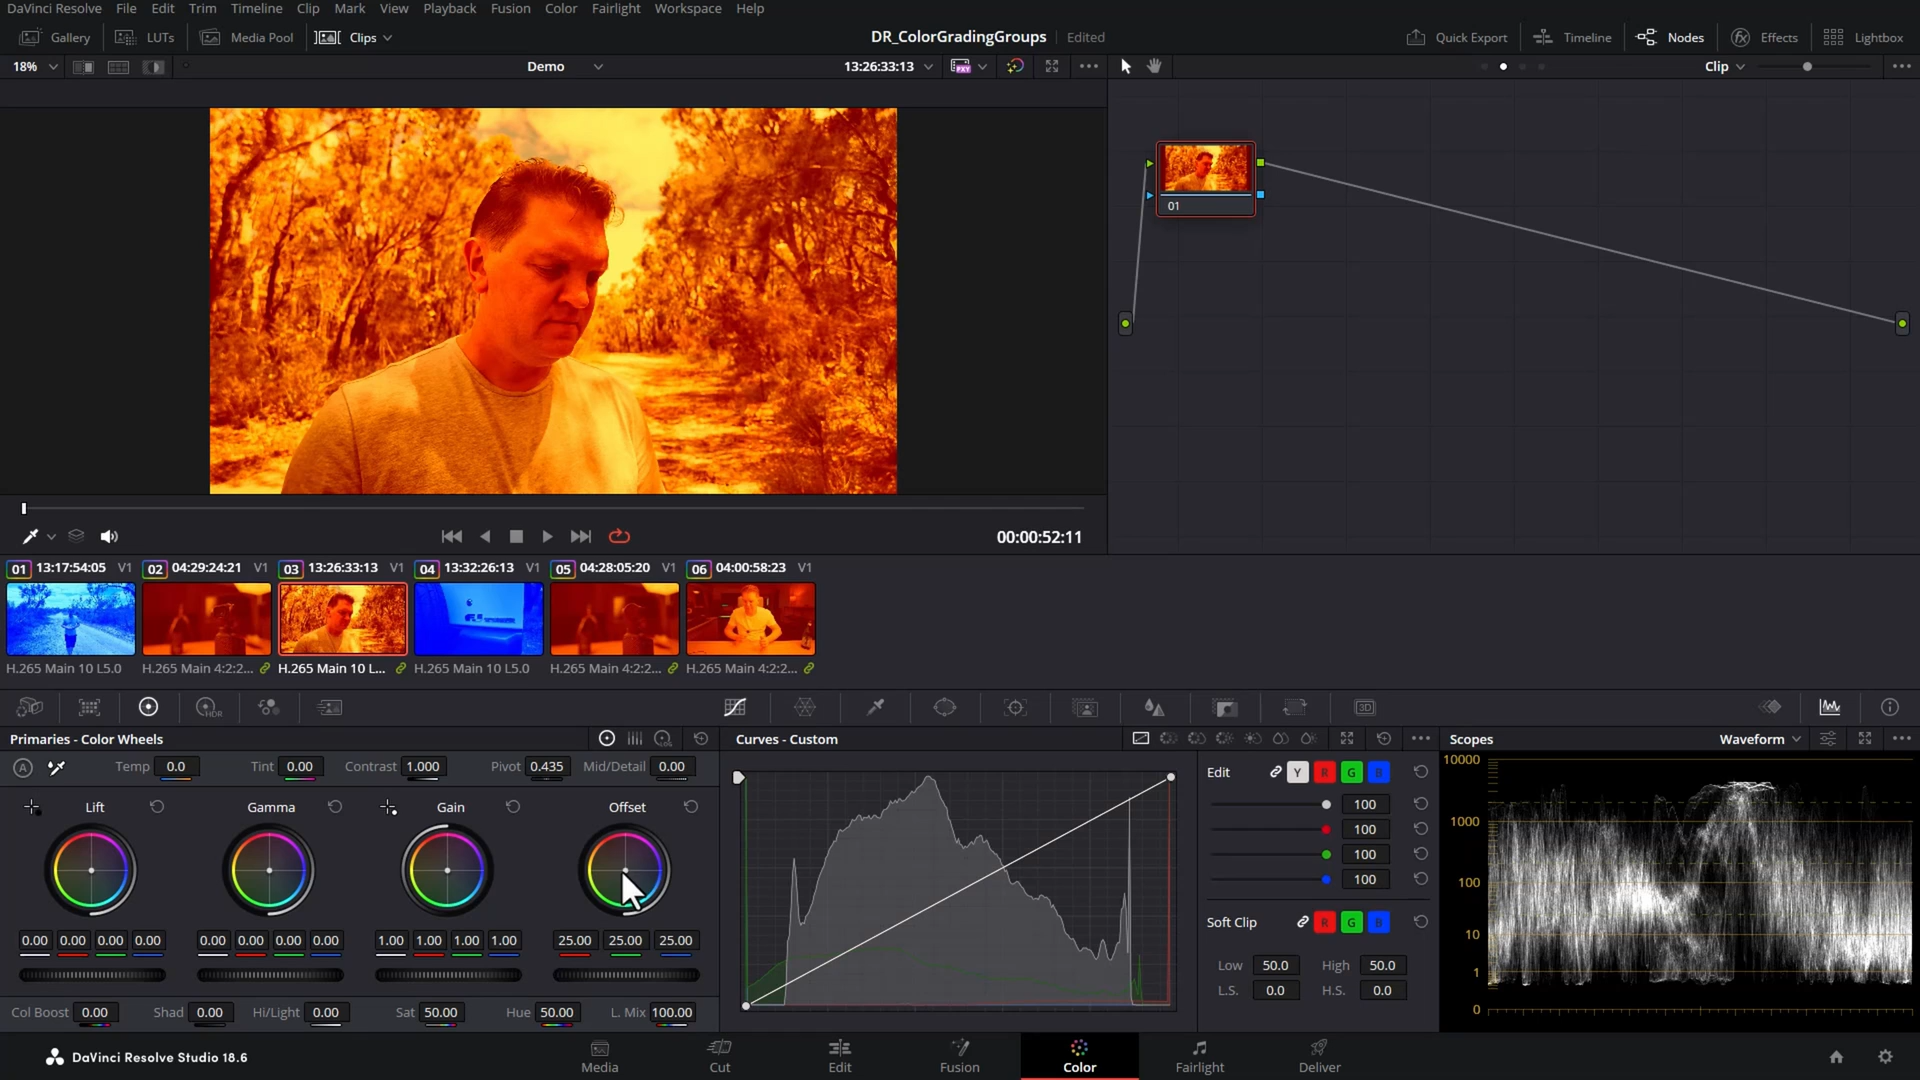 DaVinci Resolve File Edit Trim Timeline Clip Mark View Playback Fusion Color Fairlight Workspace Help
Gallery LUTs Media Pool Clips DR_ColorGradingGroups Edited Quick Export Timeline Nodes Effects Lightbox
18% Demo 13:26:33:13 PXY Clip
01
00:00:52:11
01 13:17:54:05 V1 02 04:29:24:21 V1 03 13:26:33:13 V1 04 13:32:26:13 V1 05 04:28:05:20 V1 06 04:00:58:23 V1
H.265 Main 10 L5.0 H.265 Main 4:2:2... H.265 Main 10 L... H.265 Main 10 L5.0 H.265 Main 4:2:2... H.265 Main 4:2:2...
HDR 3D
Primaries - Color Wheels LOG Curves - Custom Scopes Waveform
A Temp 0.0 Tint 0.00 Contrast 1.000 Pivot 0.435 Mid/Detail 0.00
Lift Gamma Gain Offset
0.00 0.00 0.00 0.00 0.00 0.00 0.00 0.00 1.00 1.00 1.00 1.00 25.00 25.00 25.00
Col Boost 0.00 Shad 0.00 Hi/Light 0.00 Sat 50.00 Hue 50.00 L. Mix 100.00
Edit Y R G B
100
100
100
100
Soft Clip R G B
Low 50.0 High 50.0
L.S. 0.0 H.S. 0.0
10000
1000
100
10
1
0
DaVinci Resolve Studio 18.6
Media Cut Edit Fusion Color Fairlight Deliver